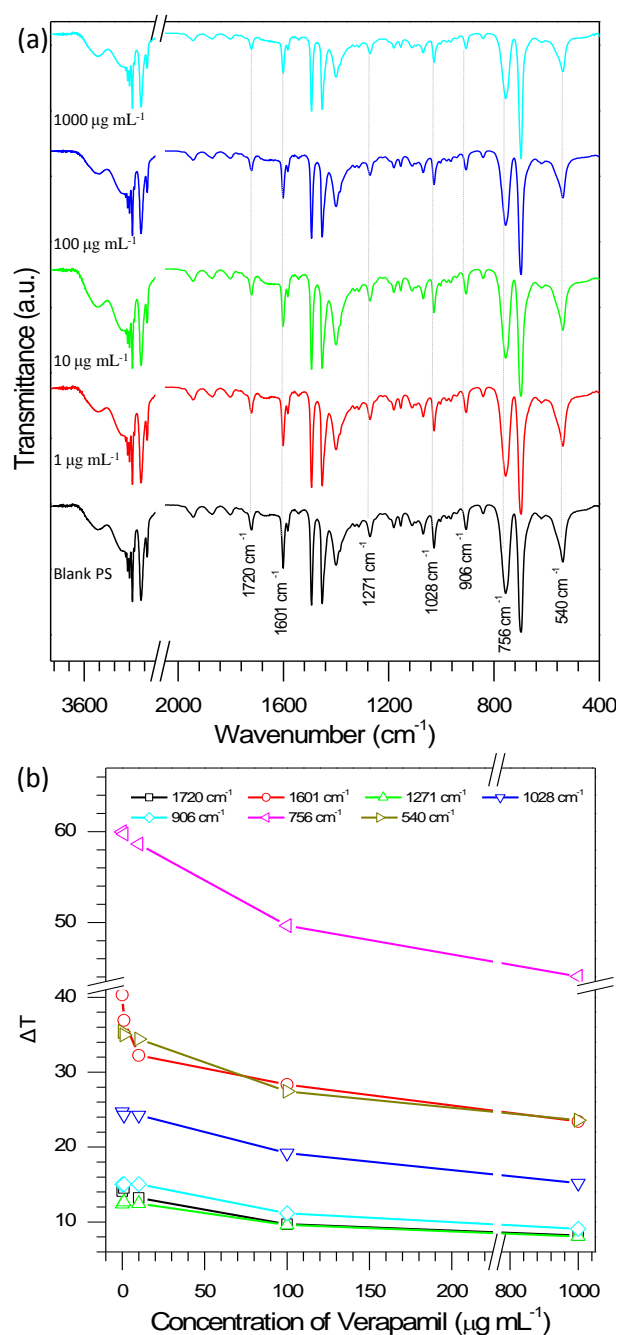 (a)
1000 µg mL⁻¹
100 µg mL⁻¹
10 µg mL⁻¹
1 µg mL⁻¹
Blank PS
Transmittance (a.u.)
1720 cm⁻¹
1601 cm⁻¹
1271 cm⁻¹
1028 cm⁻¹
906 cm⁻¹
756 cm⁻¹
540 cm⁻¹
3600 2000 1600 1200 800 400
Wavenumber (cm⁻¹)
(b)
1720 cm⁻¹ 1601 cm⁻¹ 1271 cm⁻¹ 1028 cm⁻¹
906 cm⁻¹ 756 cm⁻¹ 540 cm⁻¹
60
50
40
30
20
10
ΔT
0 50 100 150 200 800 1000
Concentration of Verapamil (µg mL⁻¹)